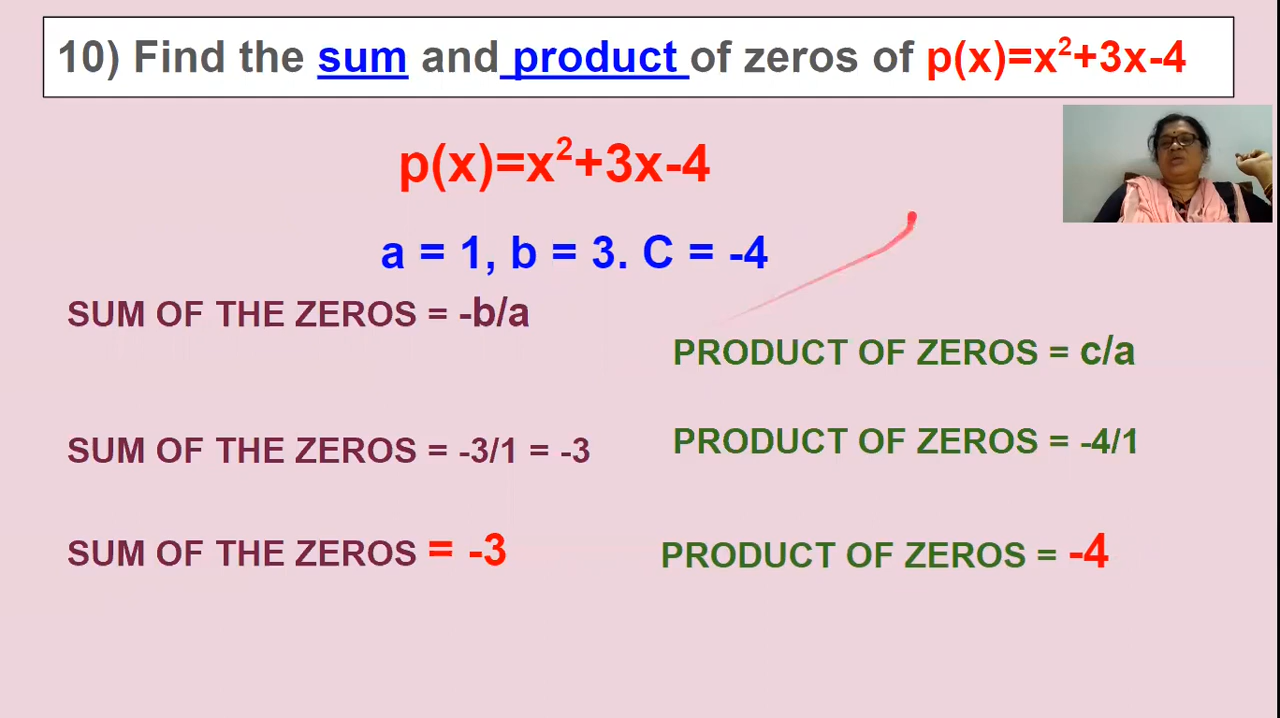 10) Find the sum and product of zeros of p(x)=x²+3x-4
p(x)=x²+3x-4
a = 1, b = 3. C = -4
SUM OF THE ZEROS = -b/a
PRODUCT OF ZEROS = c/a
SUM OF THE ZEROS = -3/1 = -3
PRODUCT OF ZEROS = -4/1
SUM OF THE ZEROS = -3
PRODUCT OF ZEROS = -4